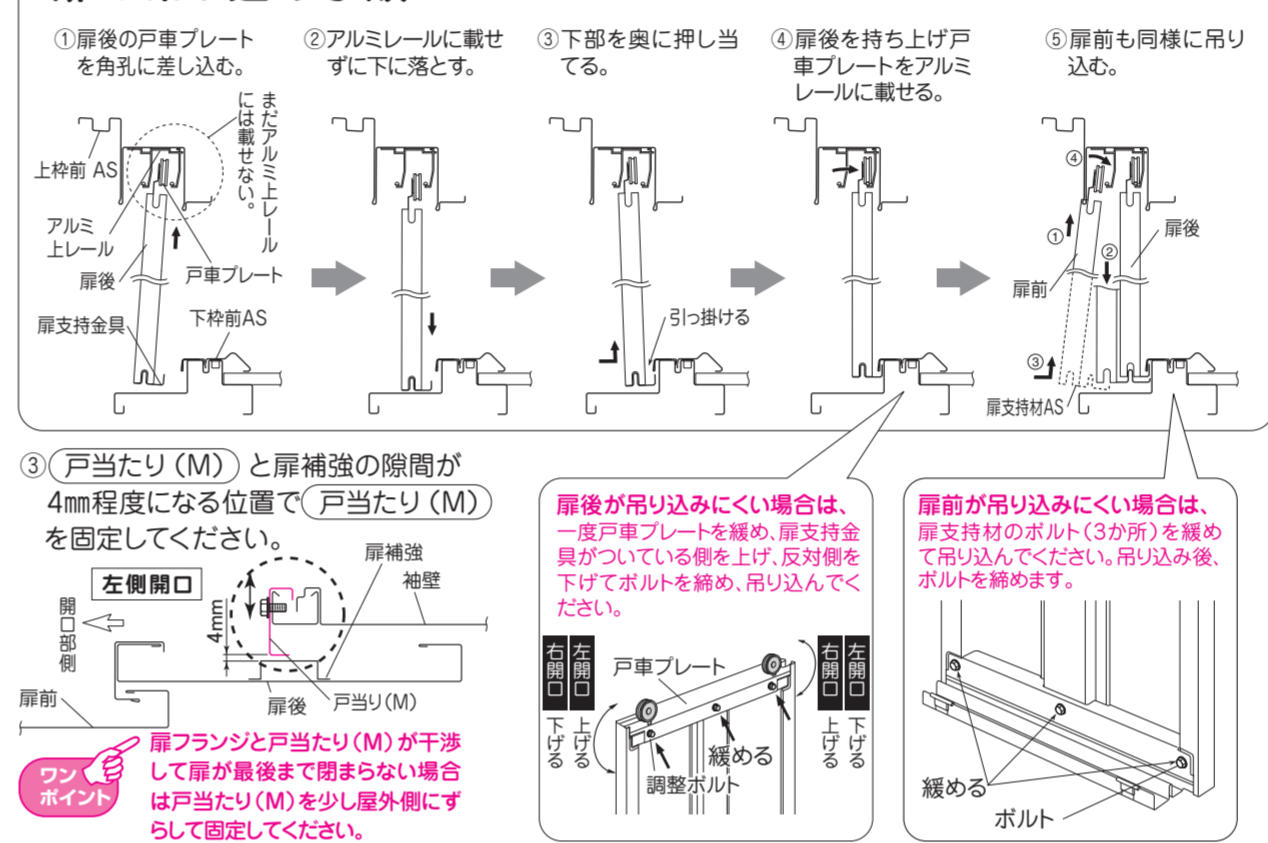 ①扉後の戸車プレート
を角孔に差し込む。
まだアルミ上レール
には載せない。
上枠前 AS
アルミ
上レール
扉後
戸車プレート
扉支持金具
下枠前AS
②アルミレールに載せ
ずに下に落とす。
③下部を奥に押し当
てる。
引っ掛ける
④扉後を持ち上げ戸
車プレートをアルミ
レールに載せる。
⑤扉前も同様に吊り
込む。
④
①
②
③
扉後
扉前
扉支持材AS
③戸当たり(M)と扉補強の隙間が
4㎜程度になる位置で戸当たり(M)
を固定してください。
左側開口
開口部側
4mm
扉補強
袖壁
扉前
扉後
戸当り(M)
ワン
ポイント
扉フランジと戸当たり(M)が干渉
して扉が最後まで閉まらない場合
は戸当たり(M)を少し屋外側にず
らして固定してください。
扉後が吊り込みにくい場合は、
一度戸車プレートを緩め、扉支持金
具がついている側を上げ、反対側を
下げてボルトを締め、吊り込んでく
ださい。
右開口 下げる
左開口 上げる
戸車プレート
緩める
調整ボルト
右開口 上げる
左開口 下げる
扉前が吊り込みにくい場合は、
扉支持材のボルト(3か所)を緩め
て吊り込んでください。吊り込み後、
ボルトを締めます。
緩める
ボルト